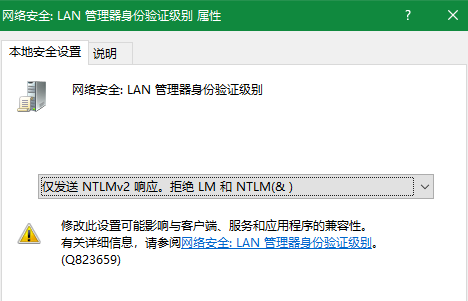 网络安全: LAN 管理器身份验证级别 属性
?
本地安全设置 说明
网络安全: LAN 管理器身份验证级别
仅发送 NTLMv2 响应。拒绝 LM 和 NTLM(& )
修改此设置可能影响与客户端、服务和应用程序的兼容性。
有关详细信息，请参阅网络安全: LAN 管理器身份验证级别。
(Q823659)